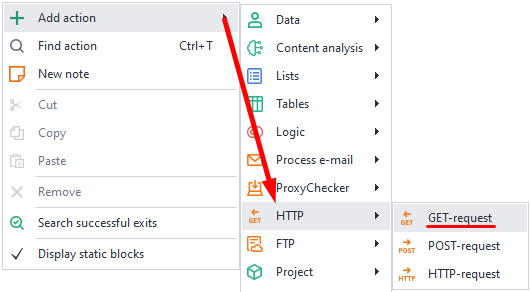 Add action
Find action Ctrl+T
New note
Cut
Copy
Paste
Remove
Search successful exits
Display static blocks
Data
Content analysis
Lists
Tables
Logic
Process e-mail
ProxyChecker
GET HTTP
FTP
Project
GET GET-request
POST POST-request
HTTP HTTP-request